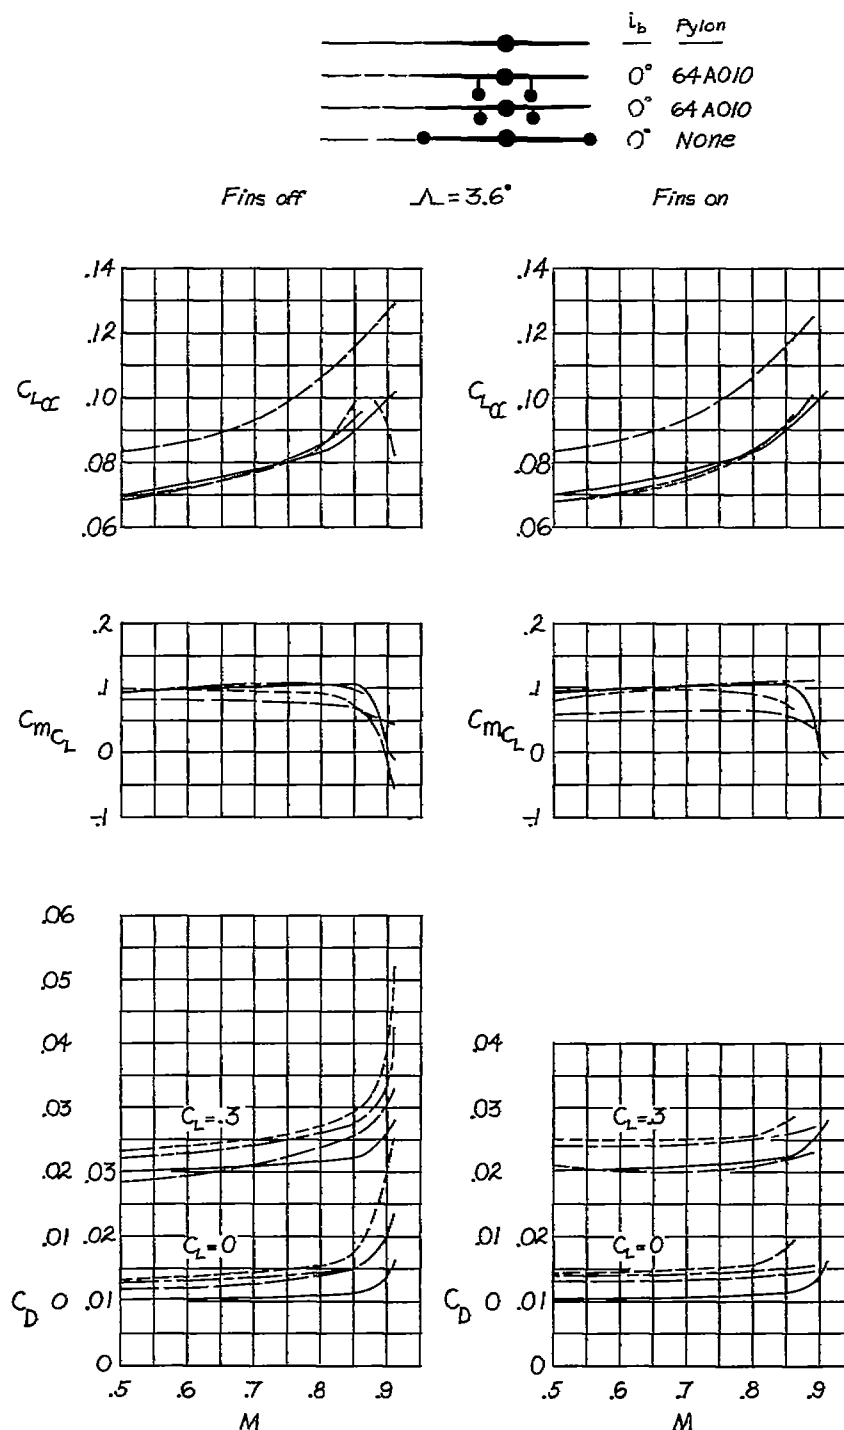 i_b Pylon
0° 64A010
0° 64A010
0° None
Fins off Λ=3.6° Fins on
.14
.12
C_Lα .10
.08
.06
.14
.12
C_Lα .10
.08
.06
.2
.1
C_m_C_L 0
-.1
.2
.1
C_m_C_L 0
-.1
.06
.05
.04
.03 C_L=.3
.02 .03
.01 .02 C_L=0
C_D 0 .01
0
.5 .6 .7 .8 .9
M
.04
.03 C_L=.3
.02
.01 .02 C_L=0
C_D 0 .01
0
.5 .6 .7 .8 .9
M